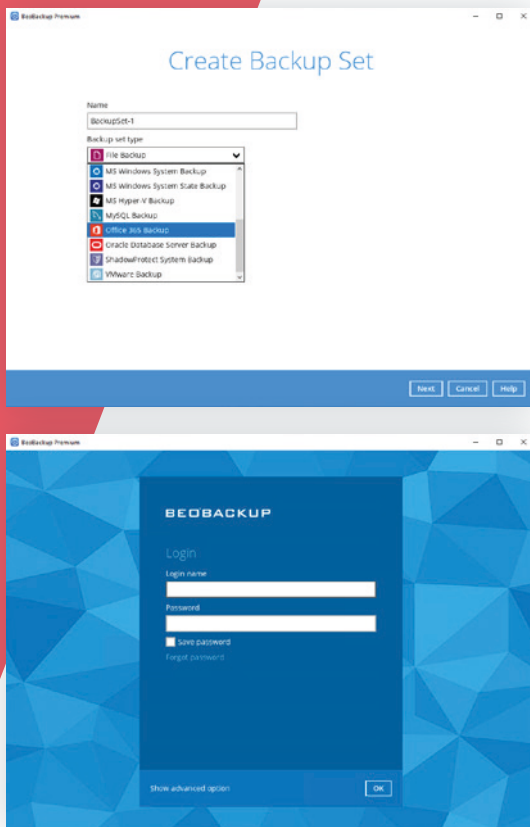 BeoBackup Premium
Create Backup Set
Name
BackupSet-1
Backup set type
File Backup
MS Windows System Backup
MS Windows System State Backup
MS Hyper-V Backup
MySQL Backup
Office 365 Backup
Oracle Database Server Backup
ShadowProtect System Backup
VMware Backup
Next Cancel Help
BeoBackup Premium
BEOBACKUP
Login
Login name
Password
Save password
Forgot password
Show advanced option OK